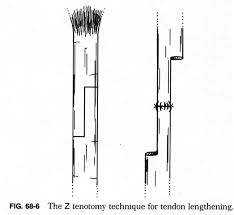 FIG. 68-6 The Z tenotomy technique for tendon lengthening.